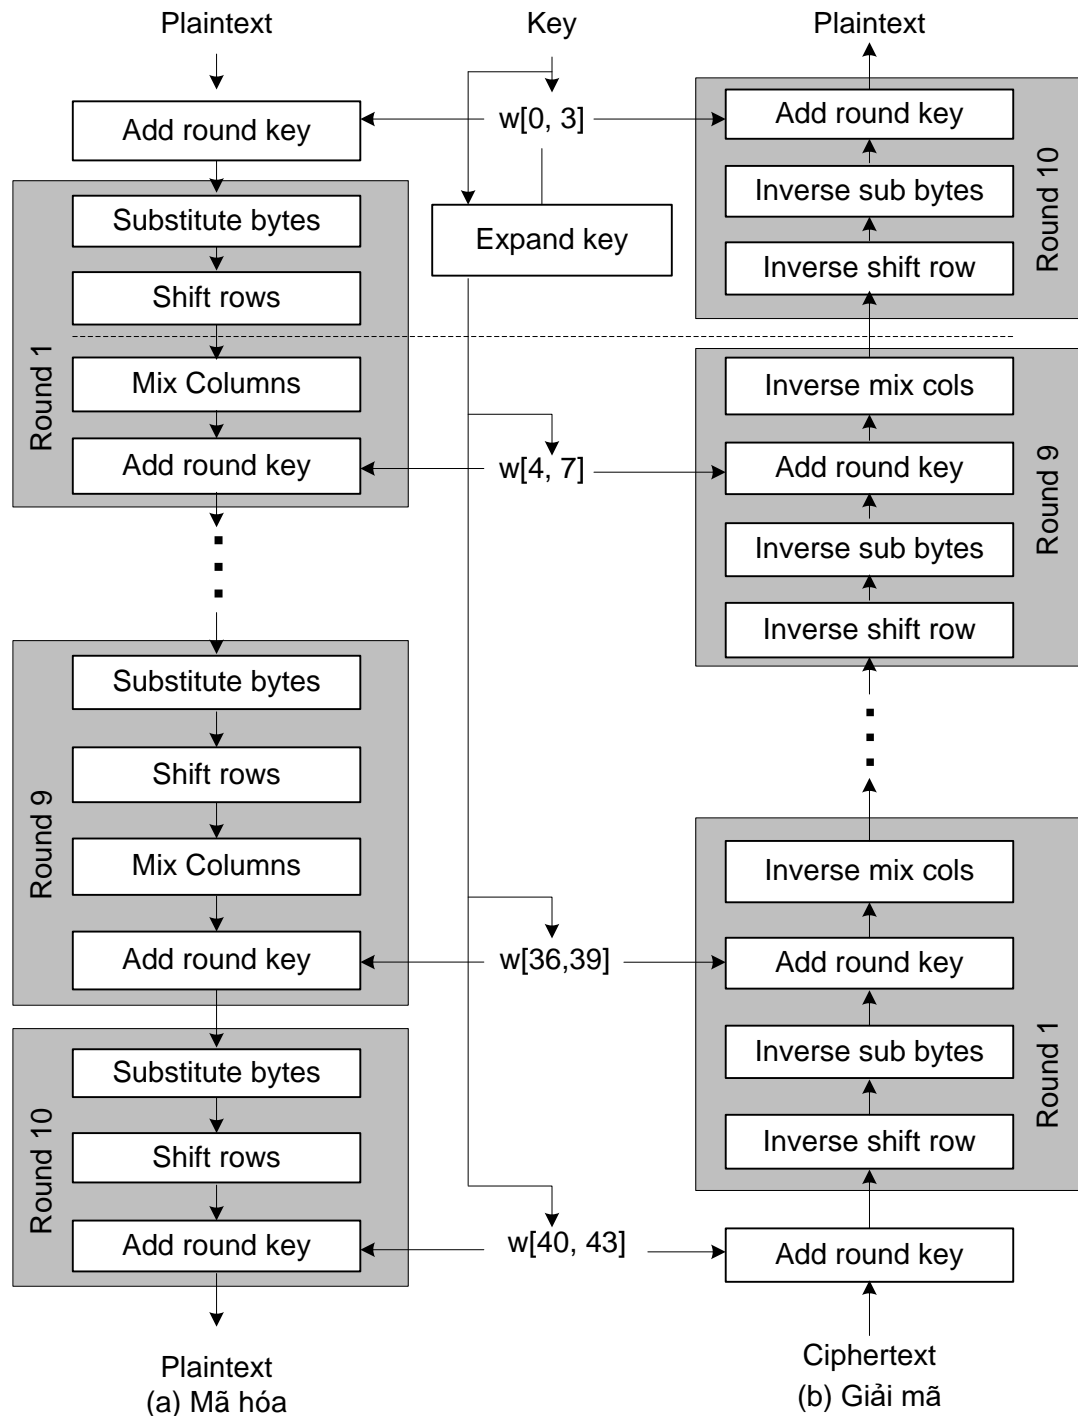 Plaintext
Add round key
Substitute bytes
Shift rows
Mix Columns
Add round key
Round 1
Substitute bytes
Shift rows
Mix Columns
Add round key
Round 9
Substitute bytes
Shift rows
Add round key
Round 10
Plaintext
(a) Mã hóa
Key
w[0, 3]
Expand key
w[4, 7]
w[36,39]
w[40, 43]
Plaintext
Add round key
Inverse sub bytes
Inverse shift row
Round 10
Inverse mix cols
Add round key
Inverse sub bytes
Inverse shift row
Round 9
Inverse mix cols
Add round key
Inverse sub bytes
Inverse shift row
Round 1
Add round key
Ciphertext
(b) Giải mã